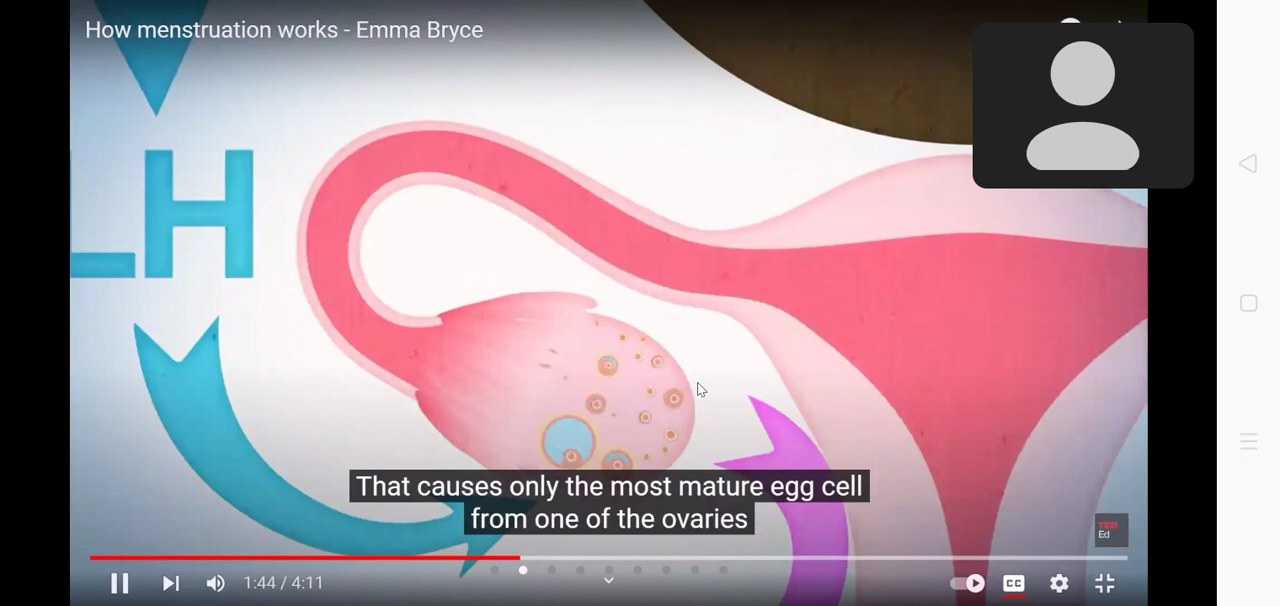 How menstruation works - Emma Bryce
LH
That causes only the most mature egg cell
from one of the ovaries
TED
Ed
1:44 / 4:11
CC